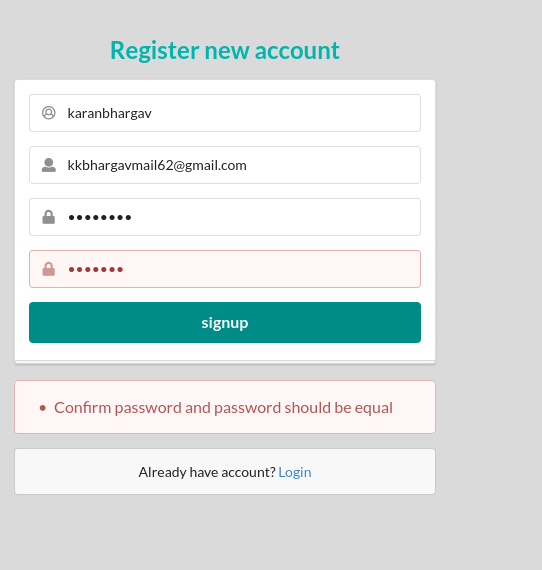 Register new account
karanbhargav
kkbhargavmail62@gmail.com
••••••••
•••••••
signup
• Confirm password and password should be equal
Already have account? Login